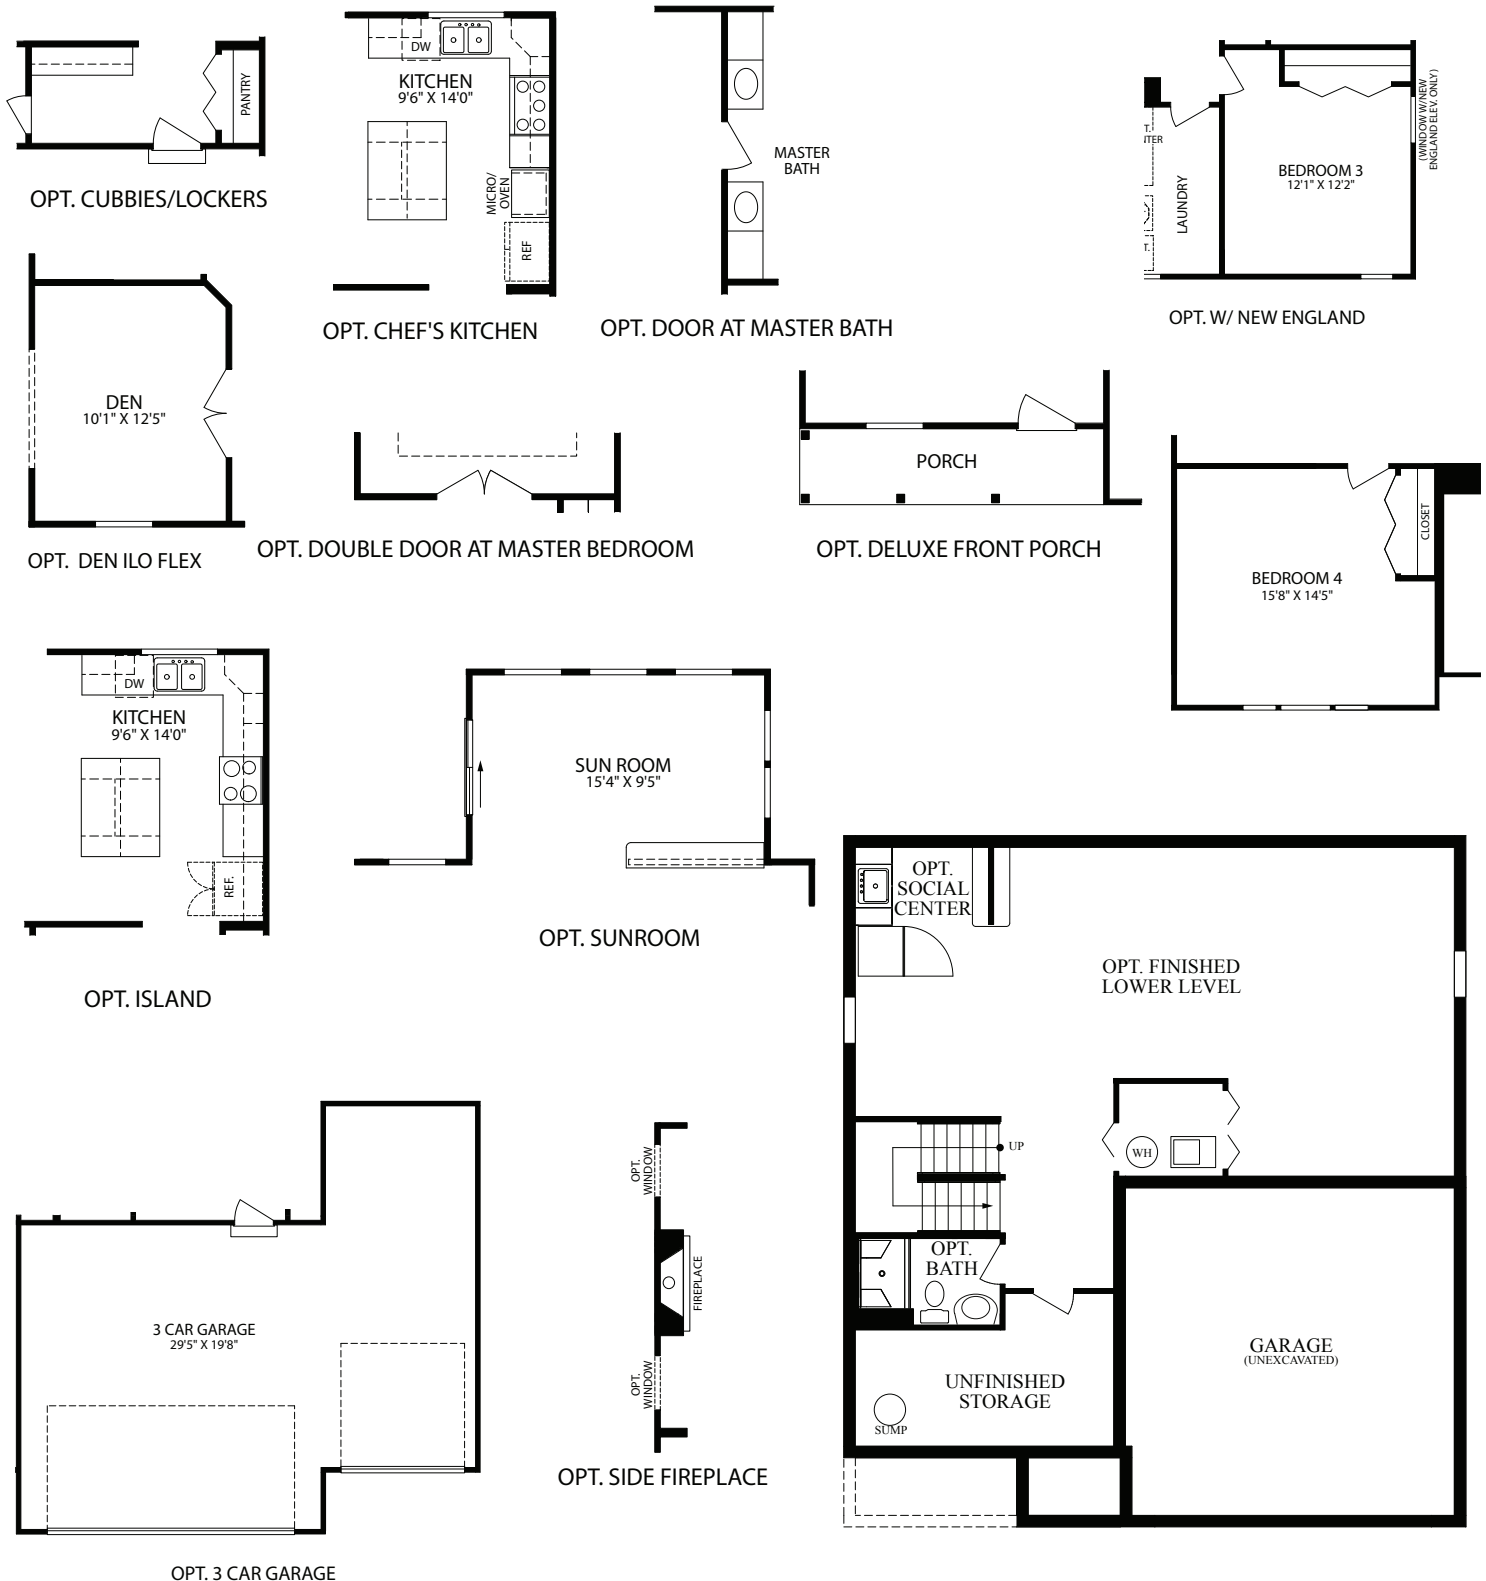 PANTRY
OPT. CUBBIES/LOCKERS
DW
KITCHEN
9'6" X 14'0"
MICRO/
OVEN
REF
OPT. CHEF'S KITCHEN
MASTER
BATH
OPT. DOOR AT MASTER BATH
T.
NTER
LAUNDRY
T.
BEDROOM 3
12'1" X 12'2"
(WINDOW W/NEW
ENGLAND ELEV. ONLY)
OPT. W/ NEW ENGLAND
DEN
10'1" X 12'5"
OPT. DEN ILO FLEX
OPT. DOUBLE DOOR AT MASTER BEDROOM
PORCH
OPT. DELUXE FRONT PORCH
CLOSET
BEDROOM 4
15'8" X 14'5"
DW
KITCHEN
9'6" X 14'0"
REF.
OPT. ISLAND
SUN ROOM
15'4" X 9'5"
OPT. SUNROOM
OPT.
SOCIAL
CENTER
OPT. FINISHED
LOWER LEVEL
UP
WH
OPT.
BATH
GARAGE
(UNEXCAVATED)
UNFINISHED
STORAGE
SUMP
3 CAR GARAGE
29'5" X 19'8"
OPT. 3 CAR GARAGE
OPT.
WINDOW
FIREPLACE
OPT.
WINDOW
OPT. SIDE FIREPLACE